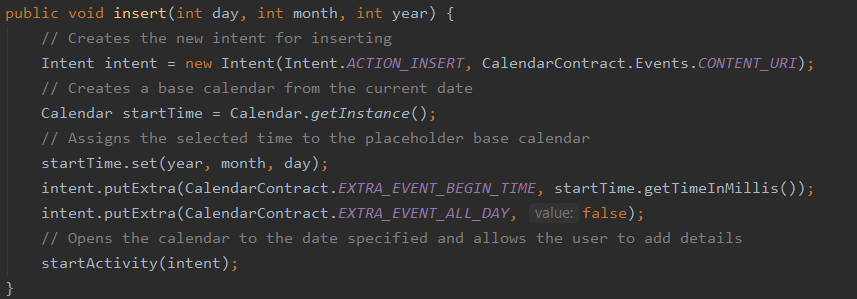 public void insert(int day, int month, int year) {
// Creates the new intent for inserting
Intent intent = new Intent(Intent.ACTION_INSERT, CalendarContract.Events.CONTENT_URI);
// Creates a base calendar from the current date
Calendar startTime = Calendar.getInstance();
// Assigns the selected time to the placeholder base calendar
startTime.set(year, month, day);
intent.putExtra(CalendarContract.EXTRA_EVENT_BEGIN_TIME, startTime.getTimeInMillis());
intent.putExtra(CalendarContract.EXTRA_EVENT_ALL_DAY, value: false);
// Opens the calendar to the date specified and allows the user to add details
startActivity(intent);
}